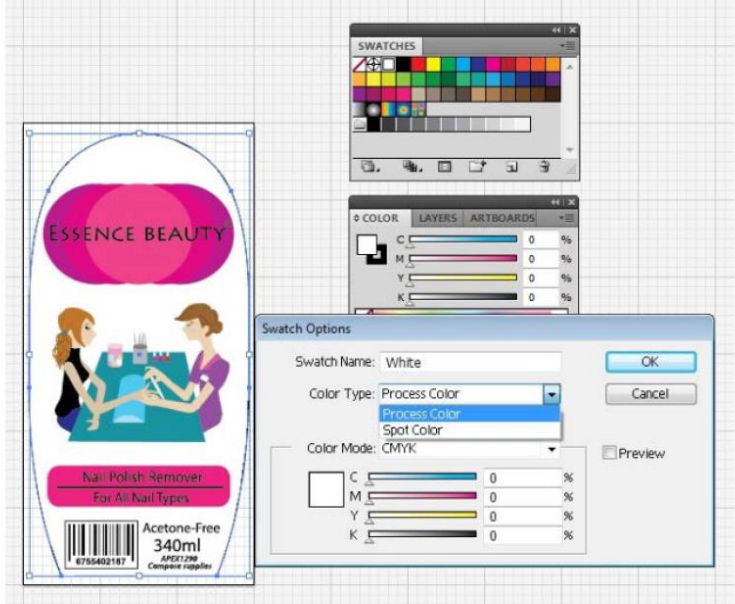 SWATCHES
COLOR LAYERS ARTBOARDS
C 0 %
M 0 %
Y 0 %
K 0 %
ESSENCE BEAUTY
Nail Polish Remover
For All Nail Types
Acetone-Free
340ml
APEX1290
Compose supplies
6755402187
Swatch Options
Swatch Name: White
OK
Color Type: Process Color
Cancel
Process Color
Spot Color
Color Mode: CMYK
Preview
C 0 %
M 0 %
Y 0 %
K 0 %